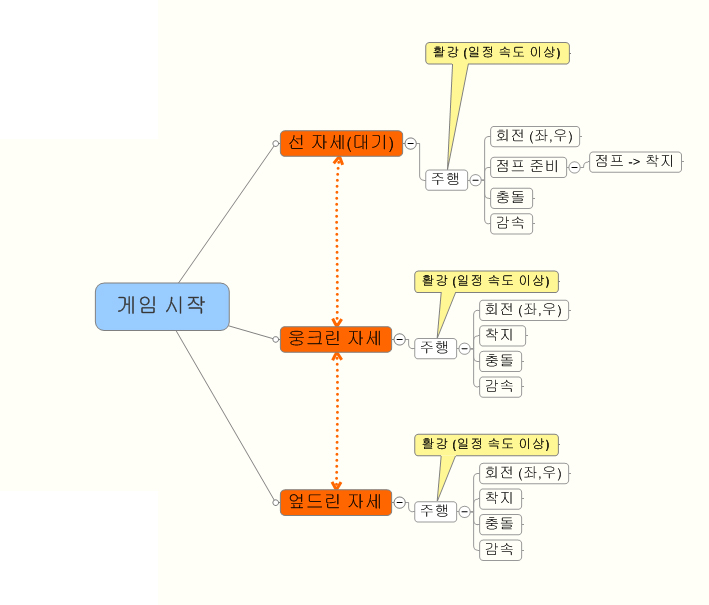 게임 시작
선 자세(대기)
활강 (일정 속도 이상)
주행
회전 (좌,우)
점프 준비
점프 -> 착지
충돌
감속
웅크린 자세
활강 (일정 속도 이상)
주행
회전 (좌,우)
착지
충돌
감속
엎드린 자세
활강 (일정 속도 이상)
주행
회전 (좌,우)
착지
충돌
감속